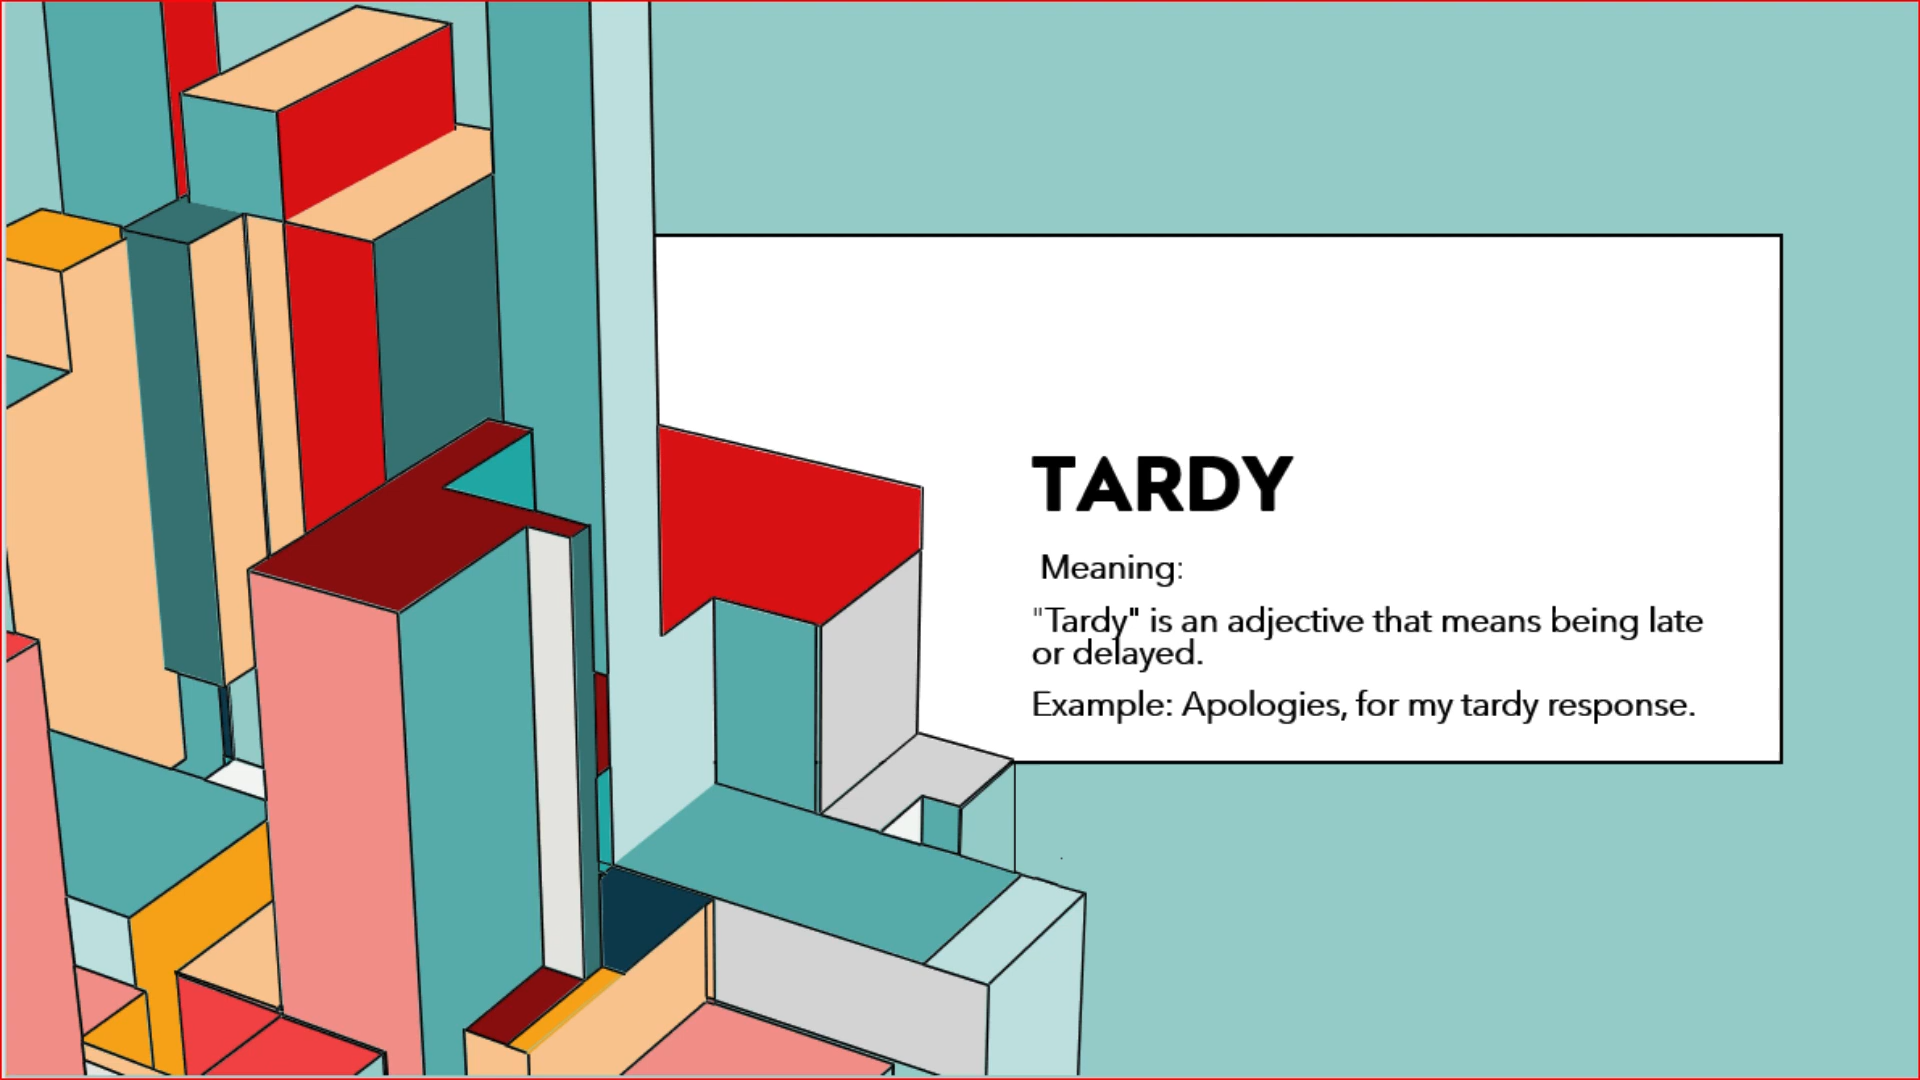 TARDY
Meaning:
"Tardy" is an adjective that means being late
or delayed.
Example: Apologies, for my tardy response.